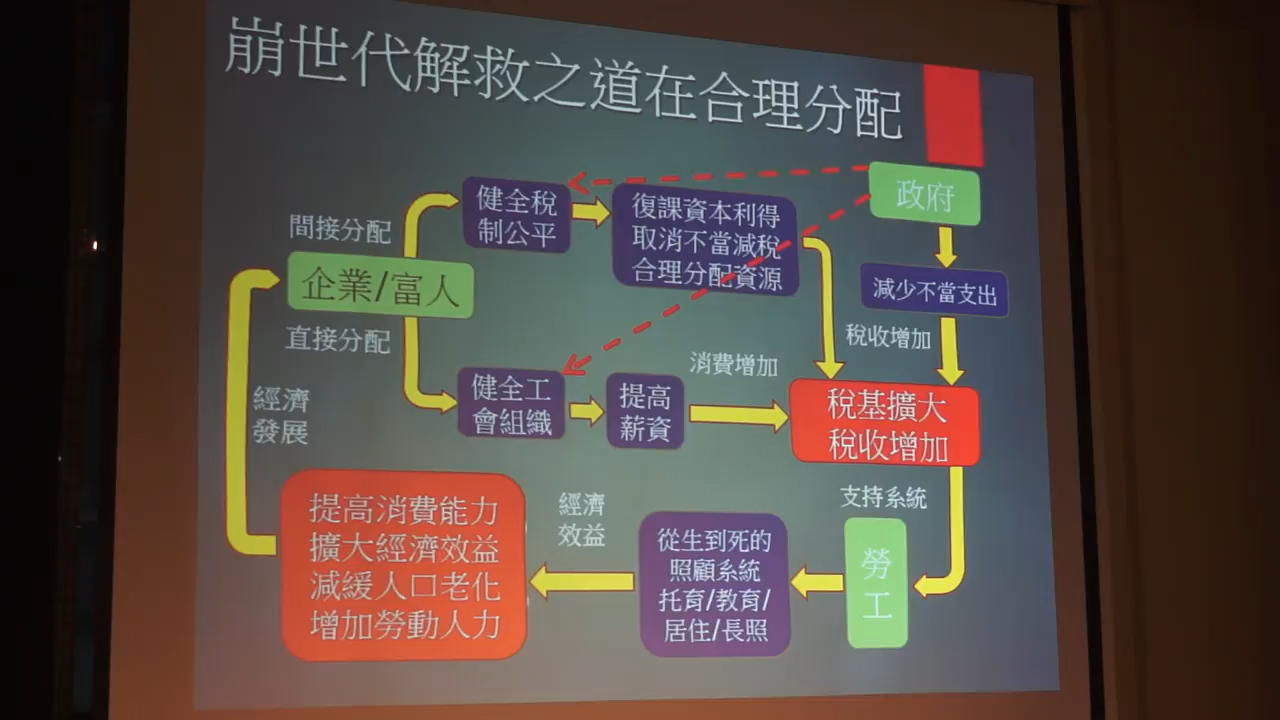 崩世代解救之道在合理分配
政府
健全稅
制公平
復課資本利得
取消不當減稅
合理分配資源
間接分配
企業/富人
直接分配
減少不當支出
稅收增加
消費增加
健全工
會組織
提高
薪資
稅基擴大
稅收增加
經濟
發展
支持系統
勞
工
從生到死的
照顧系統
托育/教育/
居住/長照
經濟
效益
提高消費能力
擴大經濟效益
減緩人口老化
增加勞動人力